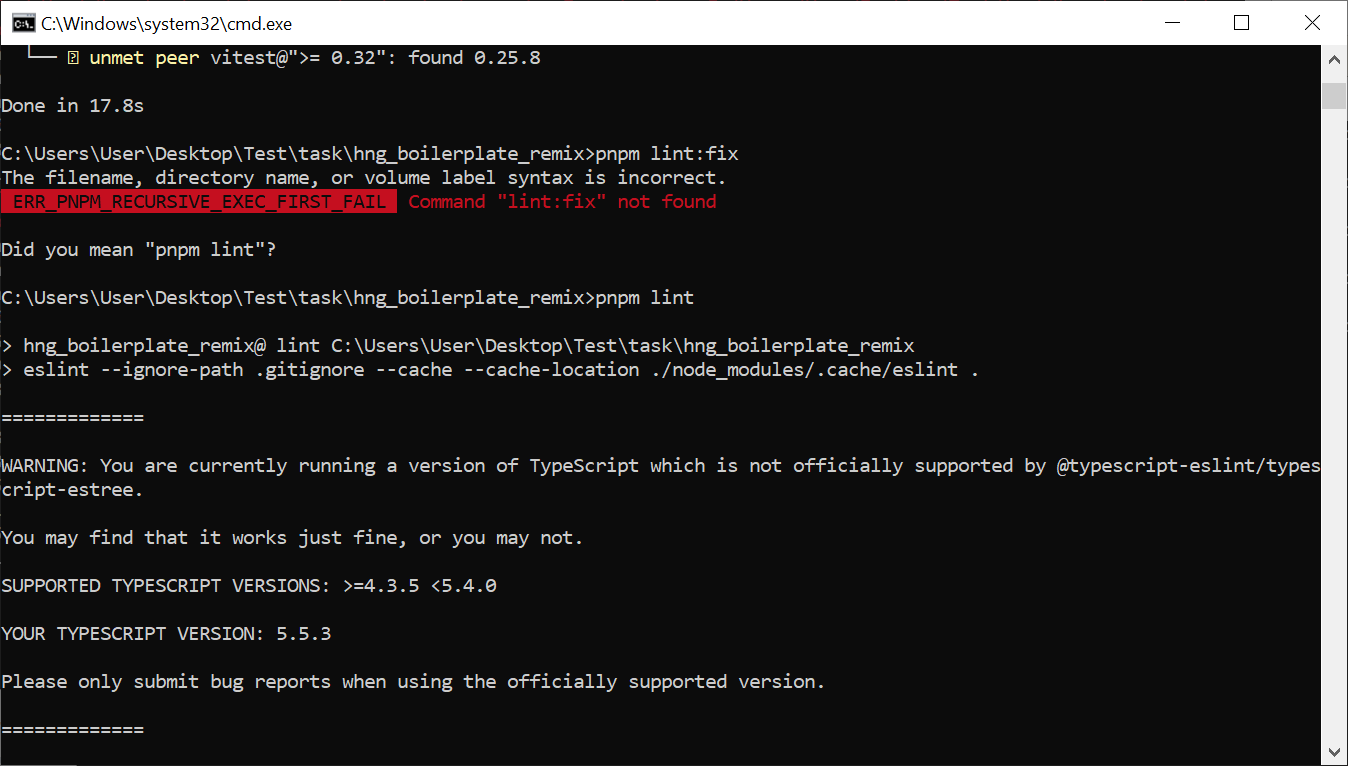 C:\Windows\system32\cmd.exe
└── ⍰ unmet peer vitest@">= 0.32": found 0.25.8
Done in 17.8s
C:\Users\User\Desktop\Test\task\hng_boilerplate_remix>pnpm lint:fix
The filename, directory name, or volume label syntax is incorrect.
ERR_PNPM_RECURSIVE_EXEC_FIRST_FAIL  Command "lint:fix" not found
Did you mean "pnpm lint"?
C:\Users\User\Desktop\Test\task\hng_boilerplate_remix>pnpm lint
> hng_boilerplate_remix@ lint C:\Users\User\Desktop\Test\task\hng_boilerplate_remix
> eslint --ignore-path .gitignore --cache --cache-location ./node_modules/.cache/eslint .
=============
WARNING: You are currently running a version of TypeScript which is not officially supported by @typescript-eslint/types
cript-estree.
You may find that it works just fine, or you may not.
SUPPORTED TYPESCRIPT VERSIONS: >=4.3.5 <5.4.0
YOUR TYPESCRIPT VERSION: 5.5.3
Please only submit bug reports when using the officially supported version.
=============